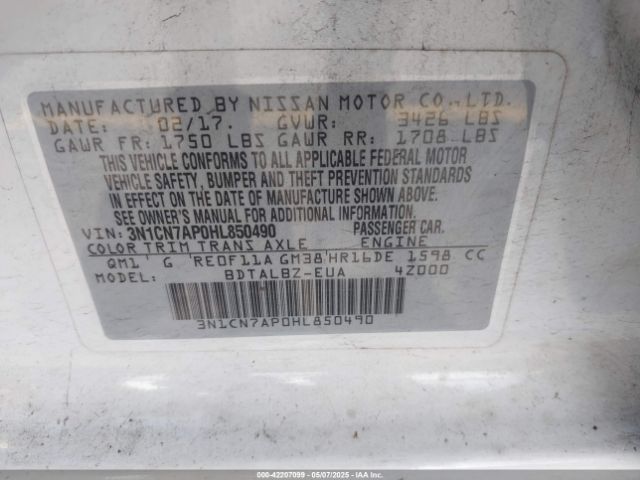 MANUFACTURED BY NISSAN MOTOR CO., LTD.
DATE: 02/17. GVWR: 3426 LBS
GAWR FR: 1750 LBS GAWR RR: 1708 LBS
THIS VEHICLE CONFORMS TO ALL APPLICABLE FEDERAL MOTOR
VEHICLE SAFETY, BUMPER AND THEFT PREVENTION STANDARDS
IN EFFECT ON THE DATE OF MANUFACTURE SHOWN ABOVE.
SEE OWNER'S MANUAL FOR ADDITIONAL INFORMATION.
VIN: 3N1CN7AP0HL850490 PASSENGER CAR.
COLOR TRIM TRANS AXLE ENGINE
QM1 G RE0F11A GM38 HR16DE 1598 CC
MODEL: BDTALBZ-EUA 4Z000
3N1CN7AP0HL850490
000-42207099 - 05/07/2025 - IAAI.COM